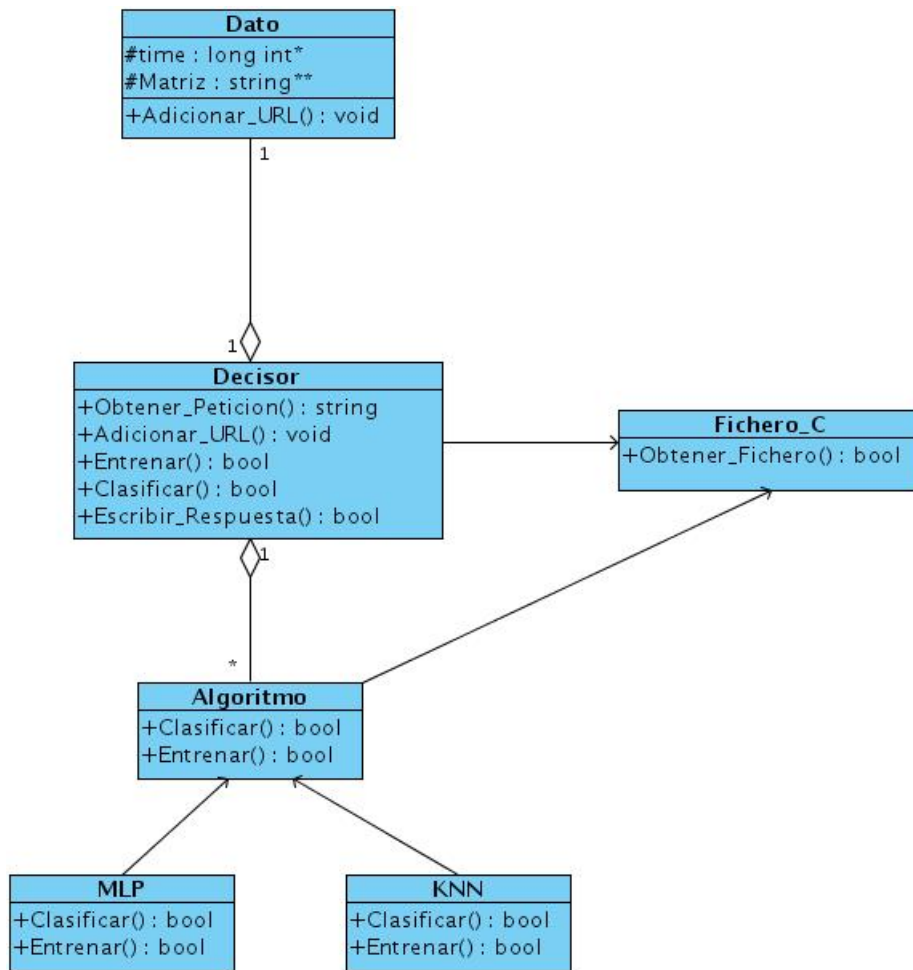 Dato
#time : long int*
#Matriz : string**
+Adicionar_URL() : void
1
1
Decisor
+Obtener_Peticion() : string
+Adicionar_URL() : void
+Entrenar() : bool
+Clasificar() : bool
+Escribir_Respuesta() : bool
Fichero_C
+Obtener_Fichero() : bool
1
*
Algoritmo
+Clasificar() : bool
+Entrenar() : bool
MLP
+Clasificar() : bool
+Entrenar() : bool
KNN
+Clasificar() : bool
+Entrenar() : bool